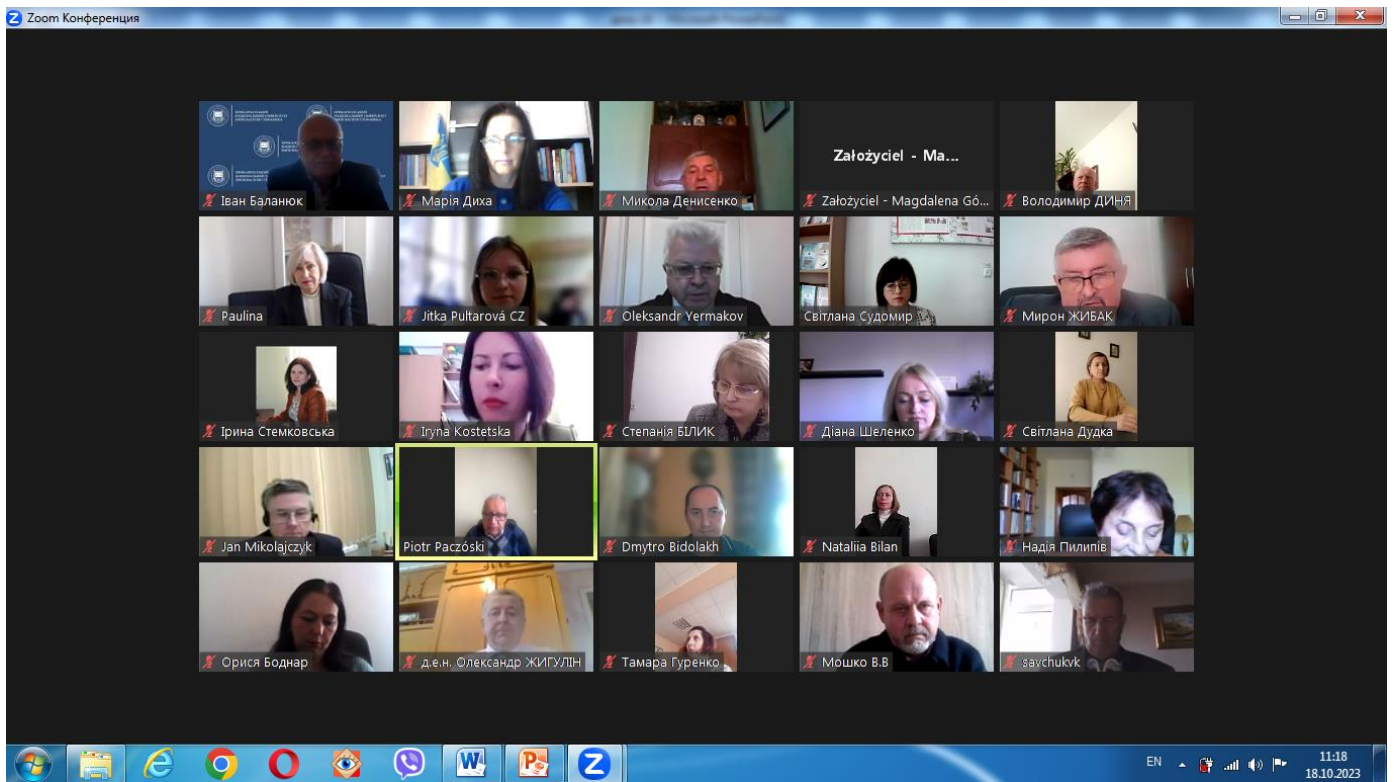 Zoom Конференция
Іван Баланюк
Марія Диха
Микола Денисенко
Założyciel - Ma...
Założyciel - Magdalena Gó...
Володимир ДИНЯ
Paulina
Jitka Pultarová CZ
Oleksandr Yermakov
Світлана Судомир
Мирон ЖИБАК
Ірина Стемковська
Iryna Kostetska
Степанія БІЛИК
Діана Шеленко
Світлана Дудка
Jan Mikołajczyk
Piotr Paczóski
Dmytro Bidolakh
Nataliia Bilan
Надія Пилипів
Орися Боднар
д.е.н. Олександр ЖИГУЛІН
Тамара Гуренко
Мошко В.В
savchukvk
EN
11:18
18.10.2023